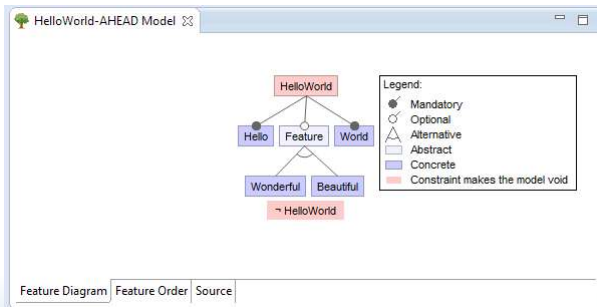 HelloWorld-AHEAD Model
HelloWorld
Hello
Feature
World
Wonderful
Beautiful
¬ HelloWorld
Legend:
Mandatory
Optional
Alternative
Abstract
Concrete
Constraint makes the model void
Feature Diagram
Feature Order
Source